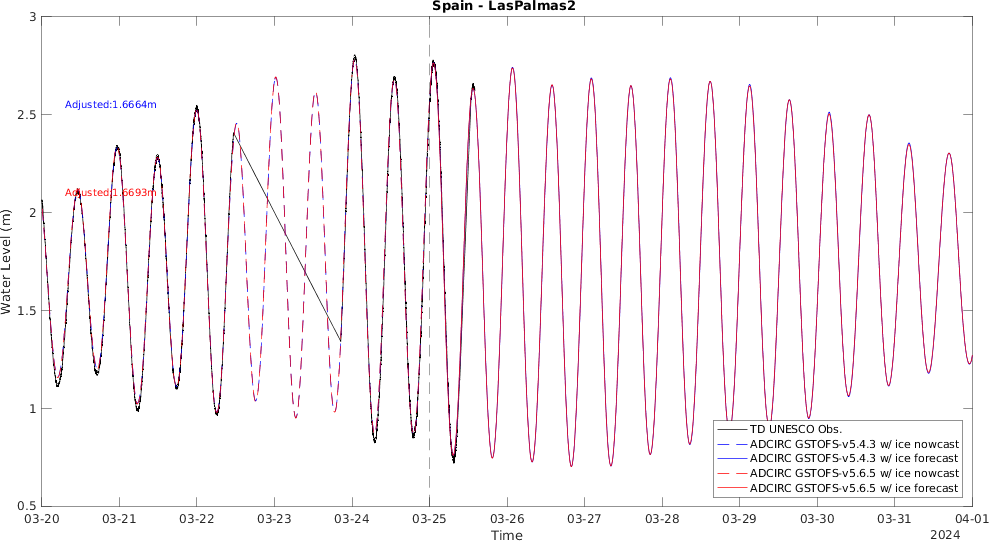 Spain - LasPalmas2
3
2.5
2
1.5
1
0.5
Water Level (m)
Adjusted:1.6664m
Adjusted:1.6693m
TD UNESCO Obs.
ADCIRC GSTOFS-v5.4.3 w/ ice nowcast
ADCIRC GSTOFS-v5.4.3 w/ ice forecast
ADCIRC GSTOFS-v5.6.5 w/ ice nowcast
ADCIRC GSTOFS-v5.6.5 w/ ice forecast
03-20 03-21 03-22 03-23 03-24 03-25 03-26 03-27 03-28 03-29 03-30 03-31 04-01
Time
2024